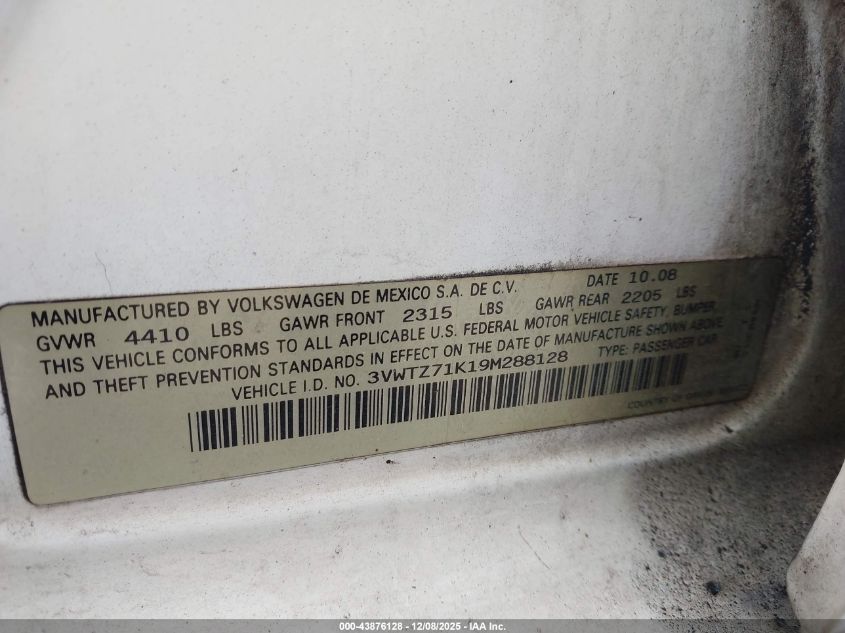 MANUFACTURED BY VOLKSWAGEN DE MEXICO S.A. DE C.V. DATE 10.08
GVWR 4410 LBS GAWR FRONT 2315 LBS GAWR REAR 2205 LBS
THIS VEHICLE CONFORMS TO ALL APPLICABLE U.S. FEDERAL MOTOR VEHICLE SAFETY, BUMPER,
AND THEFT PREVENTION STANDARDS IN EFFECT ON THE DATE OF MANUFACTURE SHOWN ABOVE
VEHICLE I.D. NO. 3VWTZ71K19M288128 TYPE: PASSENGER CAR
COUNTRY OF ORIGIN
000-43876128 - 12/08/2025 - IAA Inc.